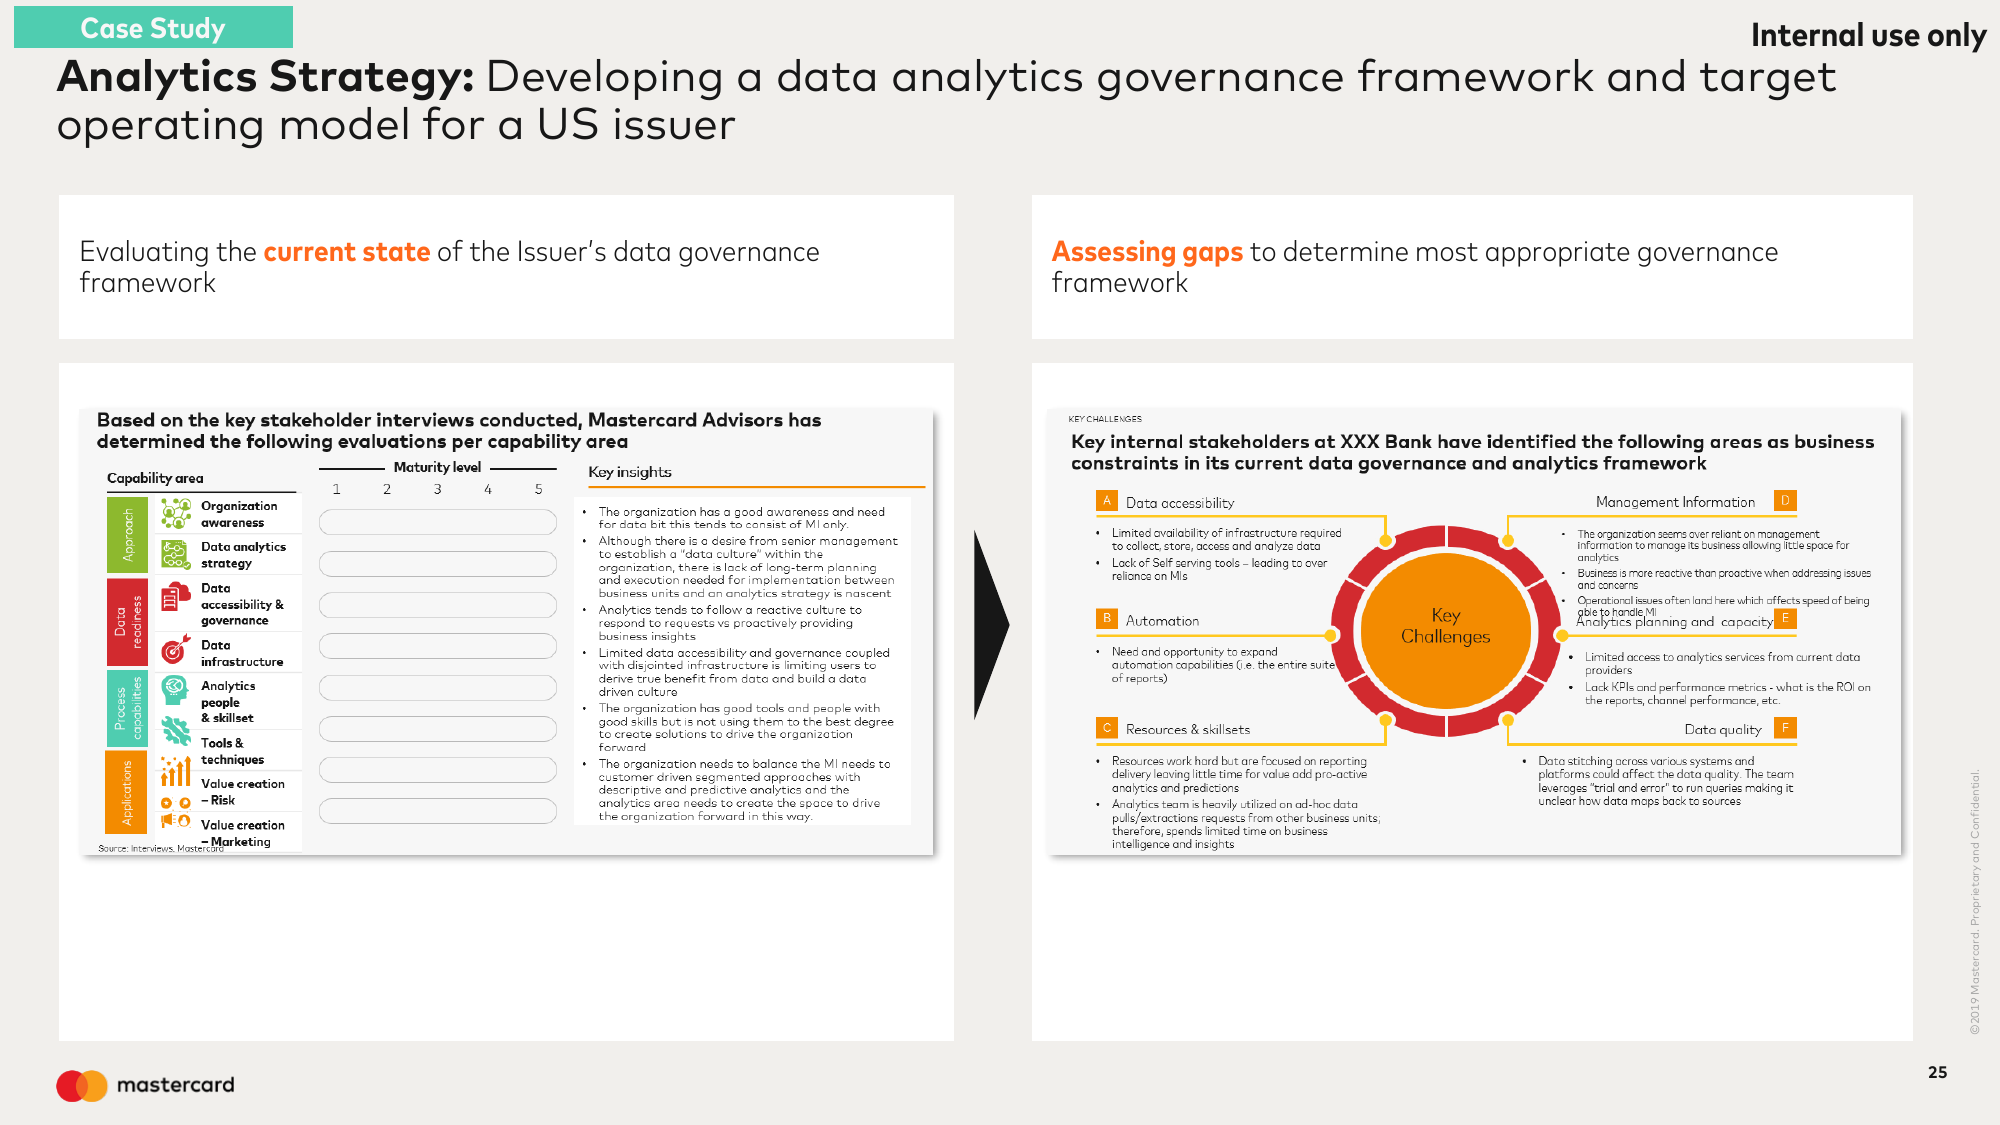 Case Study
Internal use only
Analytics Strategy: Developing a data analytics governance framework and target
operating model for a US issuer
Evaluating the current state of the Issuer’s data governance
framework
Based on the key stakeholder interviews conducted, Mastercard Advisors has
determined the following evaluations per capability area
Capability area
Maturity level
1 2 3 4 5
Key insights
Approach
Organization
awareness
Data analytics
strategy
Data
readiness
Data
accessibility &
governance
Data
infrastructure
Process
capabilities
Analytics
people
& skillset
Tools &
techniques
Applications
Value creation
– Risk
Value creation
– Marketing
Source: Interviews, Mastercard
• The organization has a good awareness and need
for data bit this tends to consist of MI only.
• Although there is a desire from senior management
to establish a “data culture” within the
organization, there is lack of long-term planning
and execution needed for implementation between
business units and an analytics strategy is nascent
• Analytics tends to follow a reactive culture to
respond to requests vs proactively providing
business insights
• Limited data accessibility and governance coupled
with disjointed infrastructure is limiting users to
derive true benefit from data and build a data
driven culture
• The organization has good tools and people with
good skills but is not using them to the best degree
to create solutions to drive the organization
forward
• The organization needs to balance the MI needs to
customer driven segmented approaches with
descriptive and predictive analytics and the
analytics area needs to create the space to drive
the organization forward in this way.
Assessing gaps to determine most appropriate governance
framework
KEY CHALLENGES
Key internal stakeholders at XXX Bank have identified the following areas as business
constraints in its current data governance and analytics framework
A Data accessibility
• Limited availability of infrastructure required
to collect, store, access and analyze data
• Lack of Self serving tools – leading to over
reliance on MIs
B Automation
• Need and opportunity to expand
automation capabilities (i.e. the entire suite
of reports)
C Resources & skillsets
• Resources work hard but are focused on reporting
delivery leaving little time for value add pro-active
analytics and predictions
• Analytics team is heavily utilized on ad-hoc data
pulls/extractions requests from other business units;
therefore, spends limited time on business
intelligence and insights
Key
Challenges
Management Information D
• The organization seems over reliant on management
information to manage its business allowing little space for
analytics
• Business is more reactive than proactive when addressing issues
and concerns
• Operational issues often land here which affects speed of being
able to handle MI
Analytics planning and capacity E
• Limited access to analytics services from current data
providers
• Lack KPIs and performance metrics - what is the ROI on
the reports, channel performance, etc.
Data quality F
• Data stitching across various systems and
platforms could affect the data quality. The team
leverages “trial and error” to run queries making it
unclear how data maps back to sources
©2019 Mastercard. Proprietary and Confidential.
mastercard
25